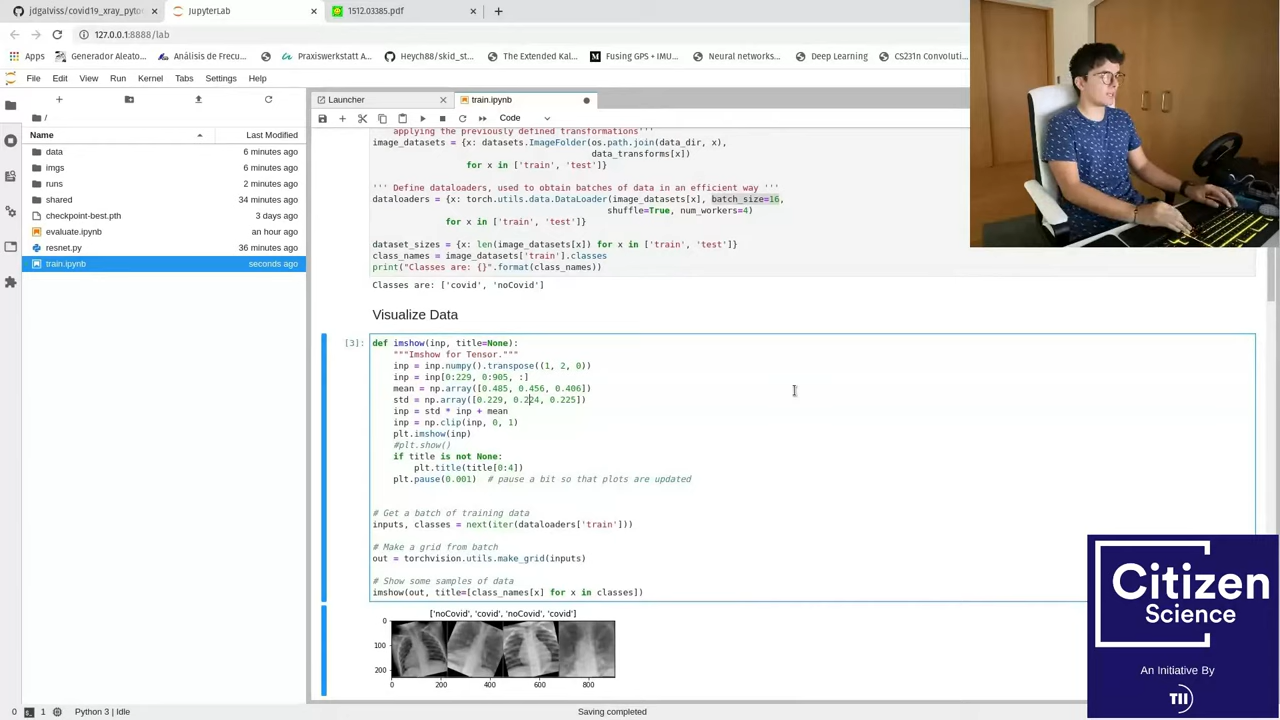 jdgalviss/covid19_xray_pyto
JupyterLab
1512.03385.pdf
127.0.0.1:8888/lab
Apps
Generador Aleato...
Análisis de Frecu...
Praxiswerkstatt A...
Heych88/skid_st...
The Extended Kal...
Fusing GPS + IMU...
Neural networks...
Deep Learning
CS231n Convoluti...
File Edit View Run Kernel Tabs Settings Help
/
Name Last Modified
data 6 minutes ago
imgs 6 minutes ago
runs 2 minutes ago
shared 34 minutes ago
checkpoint-best.pth 3 days ago
evaluate.ipynb an hour ago
resnet.py 36 minutes ago
train.ipynb seconds ago
Launcher
train.ipynb
Code
applying the previously defined transformations'''
image_datasets = {x: datasets.ImageFolder(os.path.join(data_dir, x),
data_transforms[x])
for x in ['train', 'test']}
''' Define dataloaders, used to obtain batches of data in an efficient way '''
dataloaders = {x: torch.utils.data.DataLoader(image_datasets[x], batch_size=16,
shuffle=True, num_workers=4)
for x in ['train', 'test']}
dataset_sizes = {x: len(image_datasets[x]) for x in ['train', 'test']}
class_names = image_datasets['train'].classes
print("Classes are: {}".format(class_names))
Classes are: ['covid', 'noCovid']
Visualize Data
[3]: def imshow(inp, title=None):
"""Imshow for Tensor."""
inp = inp.numpy().transpose((1, 2, 0))
inp = inp[0:229, 0:905, :]
mean = np.array([0.485, 0.456, 0.406])
std = np.array([0.229, 0.224, 0.225])
inp = std * inp + mean
inp = np.clip(inp, 0, 1)
plt.imshow(inp)
#plt.show()
if title is not None:
plt.title(title[0:4])
plt.pause(0.001)  # pause a bit so that plots are updated
# Get a batch of training data
inputs, classes = next(iter(dataloaders['train']))
# Make a grid from batch
out = torchvision.utils.make_grid(inputs)
# Show some samples of data
imshow(out, title=[class_names[x] for x in classes])
['noCovid', 'covid', 'noCovid', 'covid']
0
100
200
0 200 400 600 800
0 1 Python 3 | Idle
Saving completed
Citizen
Science
An Initiative By
TII